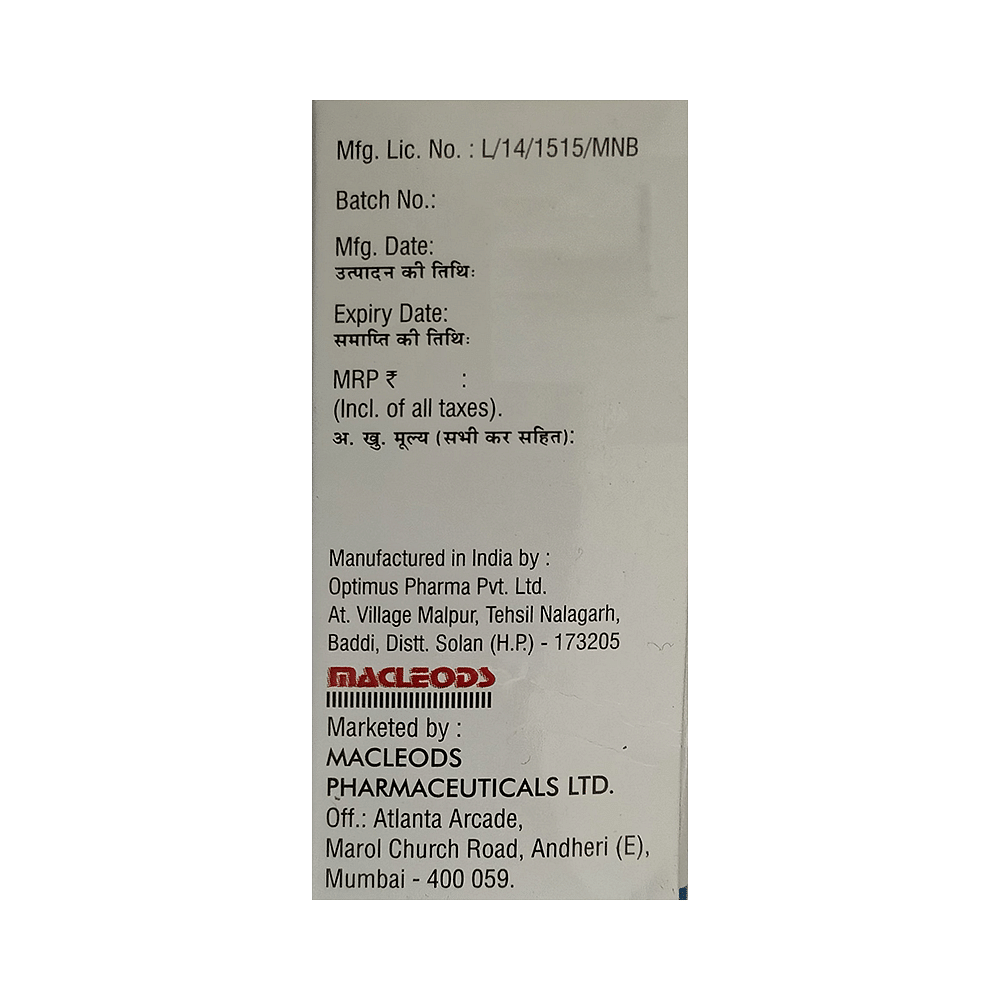 Mfg. Lic. No. : L/14/1515/MNB
Batch No.:
Mfg. Date:
उत्पादन की तिथि:
Expiry Date:
समाप्ति की तिथि:
MRP ₹ :
(Incl. of all taxes).
अ. खु. मूल्य (सभी कर सहित):
Manufactured in India by :
Optimus Pharma Pvt. Ltd.
At. Village Malpur, Tehsil Nalagarh,
Baddi, Distt. Solan (H.P.) - 173205
MACLEODS
Marketed by :
MACLEODS
PHARMACEUTICALS LTD.
Off.: Atlanta Arcade,
Marol Church Road, Andheri (E),
Mumbai - 400 059.